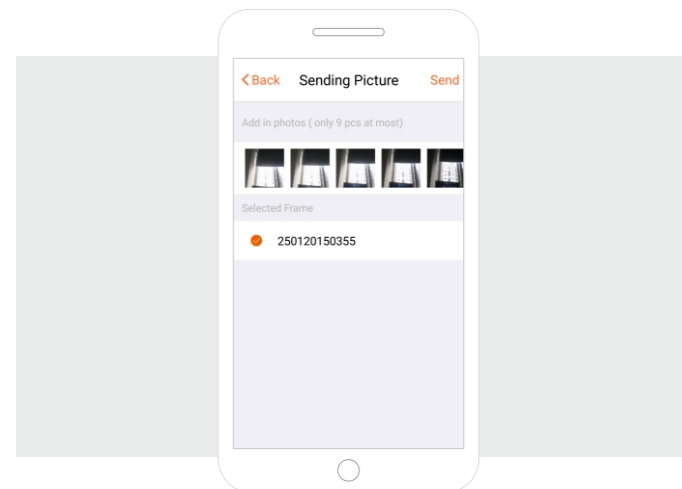 Back Sending Picture Send
Add in photos ( only 9 pcs at most)
Selected Frame
250120150355